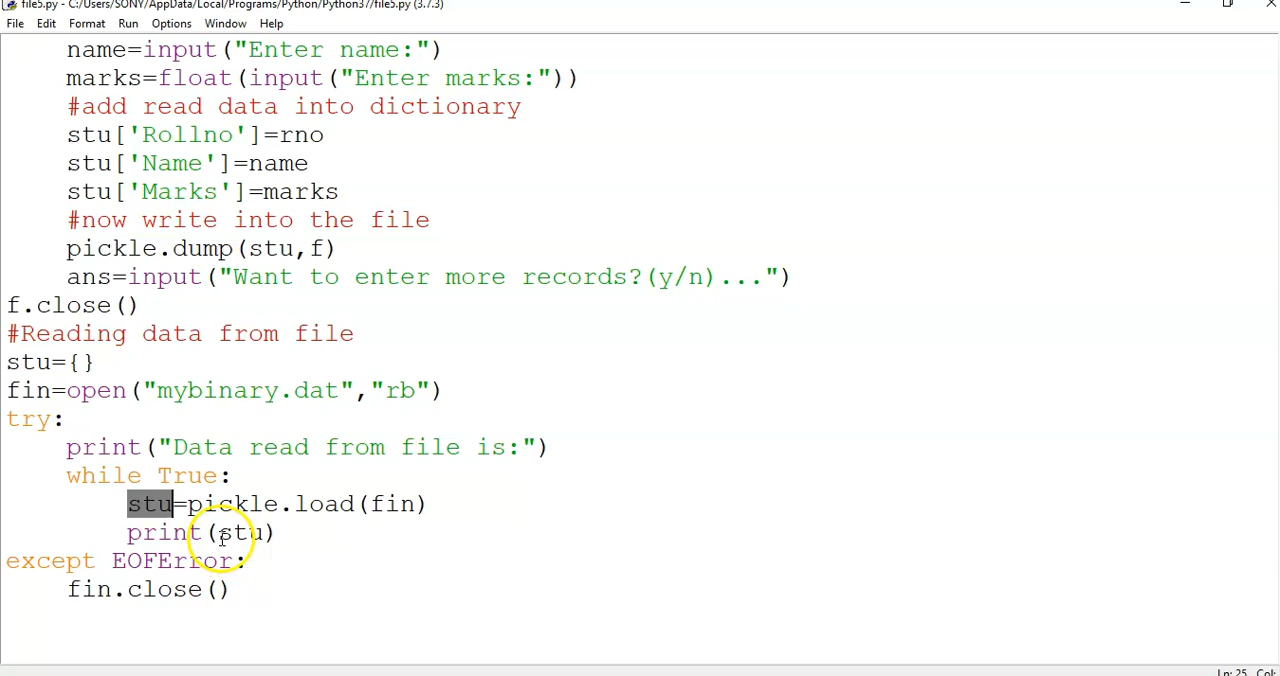 file5.py - C:/Users/SONY/AppData/Local/Programs/Python/Python37/file5.py (3.7.3)
File Edit Format Run Options Window Help
name=input("Enter name:")
marks=float(input("Enter marks:"))
#add read data into dictionary
stu['Rollno']=rno
stu['Name']=name
stu['Marks']=marks
#now write into the file
pickle.dump(stu,f)
ans=input("Want to enter more records?(y/n)...")
f.close()
#Reading data from file
stu={}
fin=open("mybinary.dat","rb")
try:
print("Data read from file is:")
while True:
stu=pickle.load(fin)
print(stu)
except EOFError:
fin.close()
Ln: 25 Col: